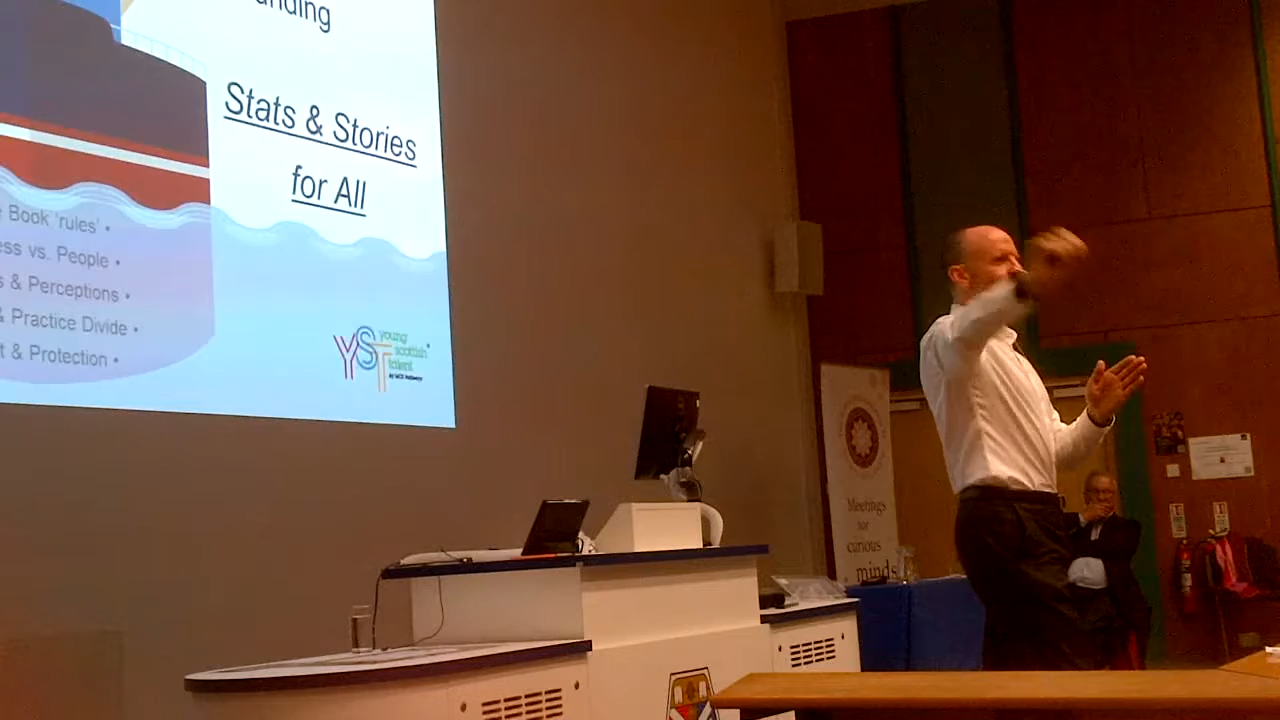 Stats & Stories
for All
Book 'rules' •
vs. People •
& Perceptions •
& Practice Divide •
& Protection •
YST
young
scottish
talent
Meetings
for
curious
minds